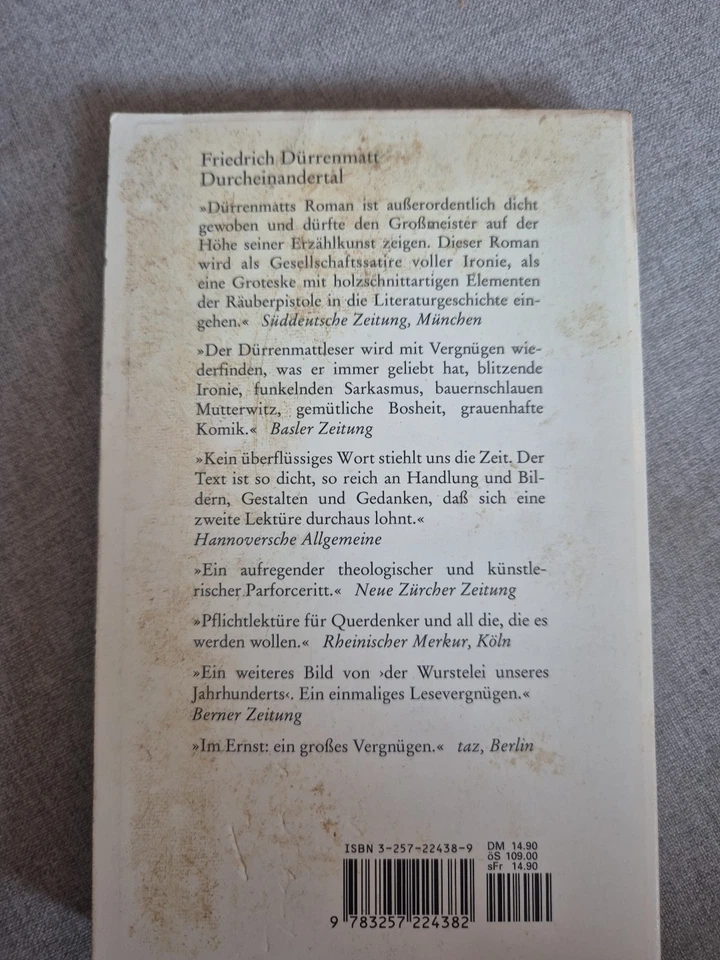 Friedrich Dürrenmatt
Durcheinandertal
»Dürrenmatts Roman ist außerordentlich dicht
gewoben und dürfte den Großmeister auf der
Höhe seiner Erzählkunst zeigen. Dieser Roman
wird als Gesellschaftssatire voller Ironie, als
eine Groteske mit holzschnittartigen Elementen
der Räuberpistole in die Literaturgeschichte ein-
gehen.« Süddeutsche Zeitung, München
»Der Dürrenmattleser wird mit Vergnügen wie-
derfinden, was er immer geliebt hat, blitzende
Ironie, funkelnden Sarkasmus, bauernschlauen
Mutterwitz, gemütliche Bosheit, grauenhafte
Komik.« Basler Zeitung
»Kein überflüssiges Wort stiehlt uns die Zeit. Der
Text ist so dicht, so reich an Handlung und Bil-
dern, Gestalten und Gedanken, daß sich eine
zweite Lektüre durchaus lohnt.«
Hannoversche Allgemeine
»Ein aufregender theologischer und künstle-
rischer Parforceritt.« Neue Zürcher Zeitung
»Pflichtlektüre für Querdenker und all die, die es
werden wollen.« Rheinischer Merkur, Köln
»Ein weiteres Bild von ›der Wurstelei unseres
Jahrhunderts‹. Ein einmaliges Lesevergnügen.«
Berner Zeitung
»Im Ernst: ein großes Vergnügen.« taz, Berlin
ISBN 3-257-22438-9
DM 14.90
öS 109.00
sFr 14.90
9 783257 224382